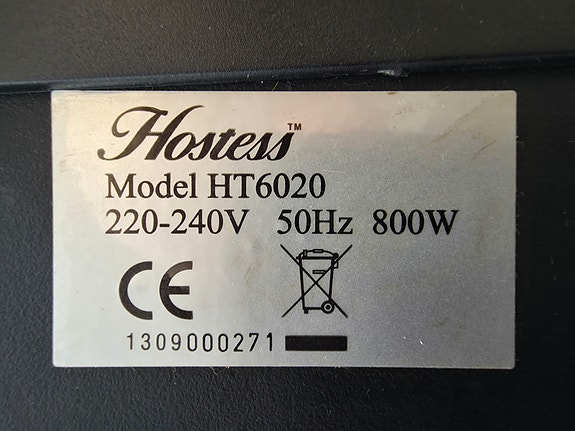 Hostess™
Model HT6020
220-240V 50Hz 800W
CE
1309000271